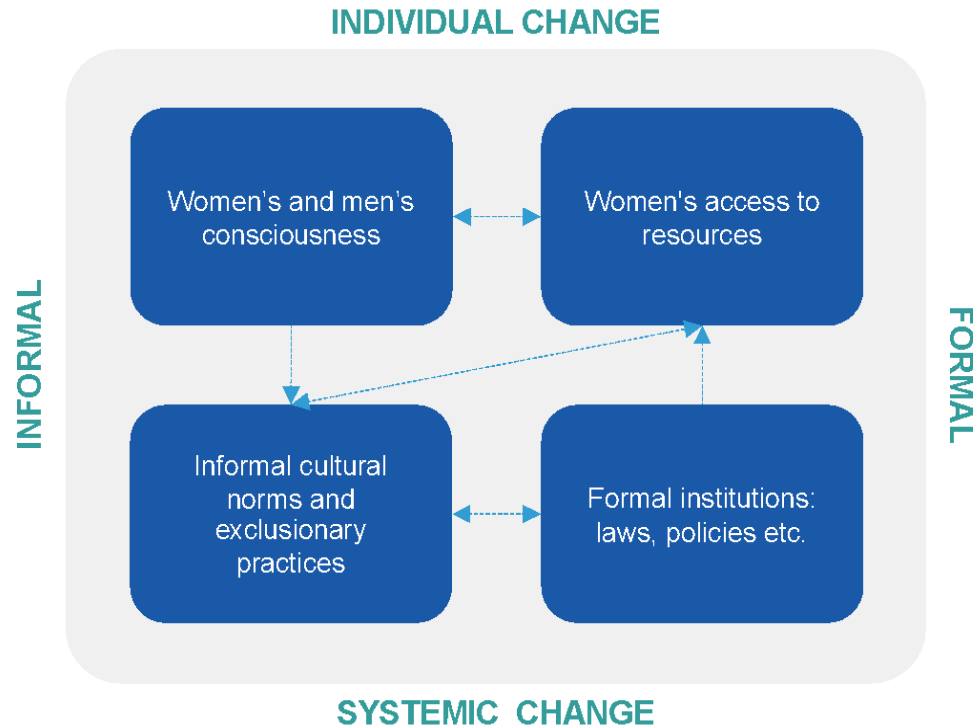 INDIVIDUAL CHANGE
Women’s and men’s
consciousness
Women's access to
resources
INFORMAL
FORMAL
Informal cultural
norms and
exclusionary
practices
Formal institutions:
laws, policies etc.
SYSTEMIC CHANGE